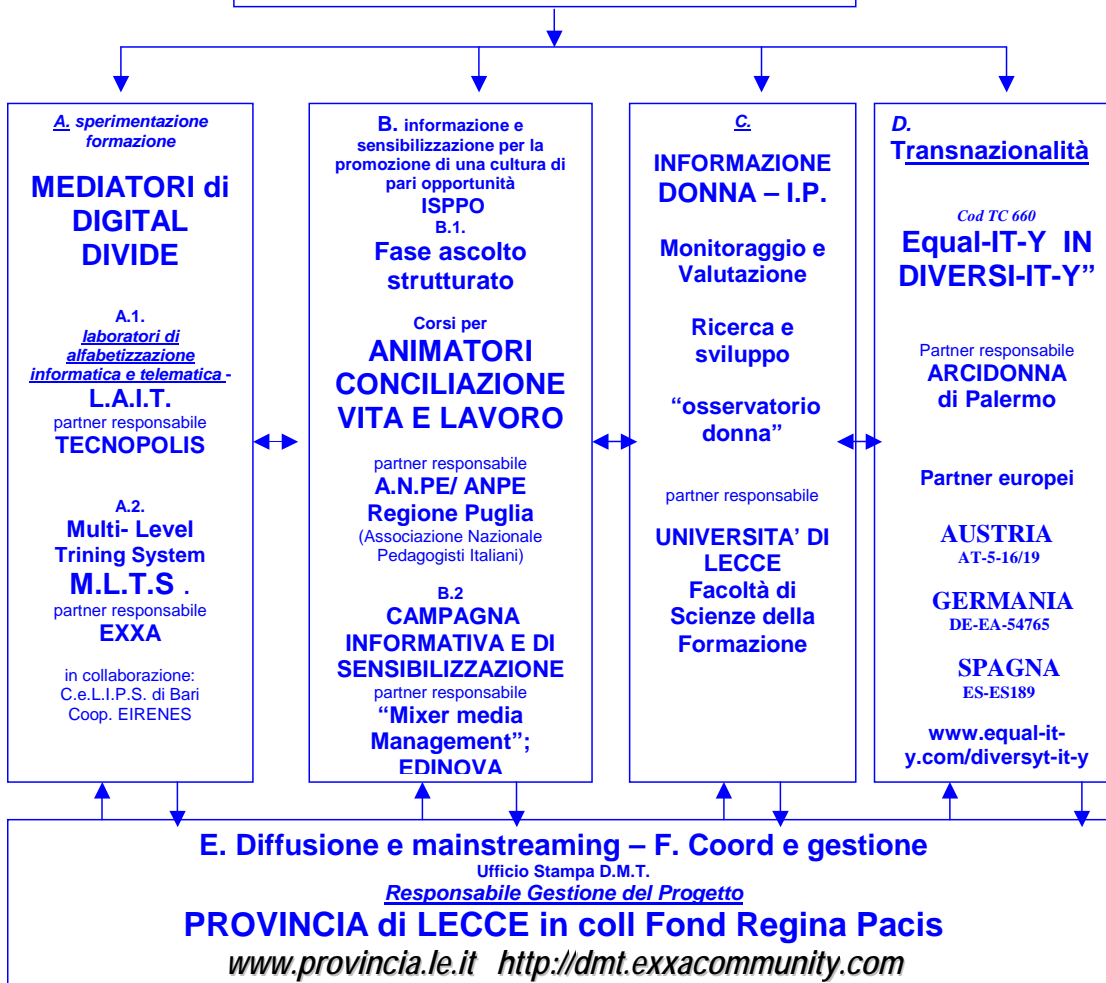 A. sperimentazione
formazione
MEDIATORI di
DIGITAL
DIVIDE
A.1.
laboratori di
alfabetizzazione
informatica e telematica -
L.A.I.T.
partner responsabile
TECNOPOLIS
A.2.
Multi- Level
Trining System
M.L.T.S .
partner responsabile
EXXA
in collaborazione:
C.e.L.I.P.S. di Bari
Coop. EIRENES
B. informazione e
sensibilizzazione per la
promozione di una cultura di
pari opportunità
ISPPO
B.1.
Fase ascolto
strutturato
Corsi per
ANIMATORI
CONCILIAZIONE
VITA E LAVORO
partner responsabile
A.N.PE/ ANPE
Regione Puglia
(Associazione Nazionale
Pedagogisti Italiani)
B.2
CAMPAGNA
INFORMATIVA E DI
SENSIBILIZZAZIONE
partner responsabile
“Mixer media
Management”;
EDINOVA
C.
INFORMAZIONE
DONNA – I.P.
Monitoraggio e
Valutazione
Ricerca e
sviluppo
“osservatorio
donna”
partner responsabile
UNIVERSITA’ DI
LECCE
Facoltà di
Scienze della
Formazione
D.
Transnazionalità
Cod TC 660
Equal-IT-Y IN
DIVERSI-IT-Y”
Partner responsabile
ARCIDONNA
di Palermo
Partner europei
AUSTRIA
AT-5-16/19
GERMANIA
DE-EA-54765
SPAGNA
ES-ES189
www.equal-it-
y.com/diversyt-it-y
E. Diffusione e mainstreaming – F. Coord e gestione
Ufficio Stampa D.M.T.
Responsabile Gestione del Progetto
PROVINCIA di LECCE in coll Fond Regina Pacis
www.provincia.le.it http://dmt.exxacommunity.com